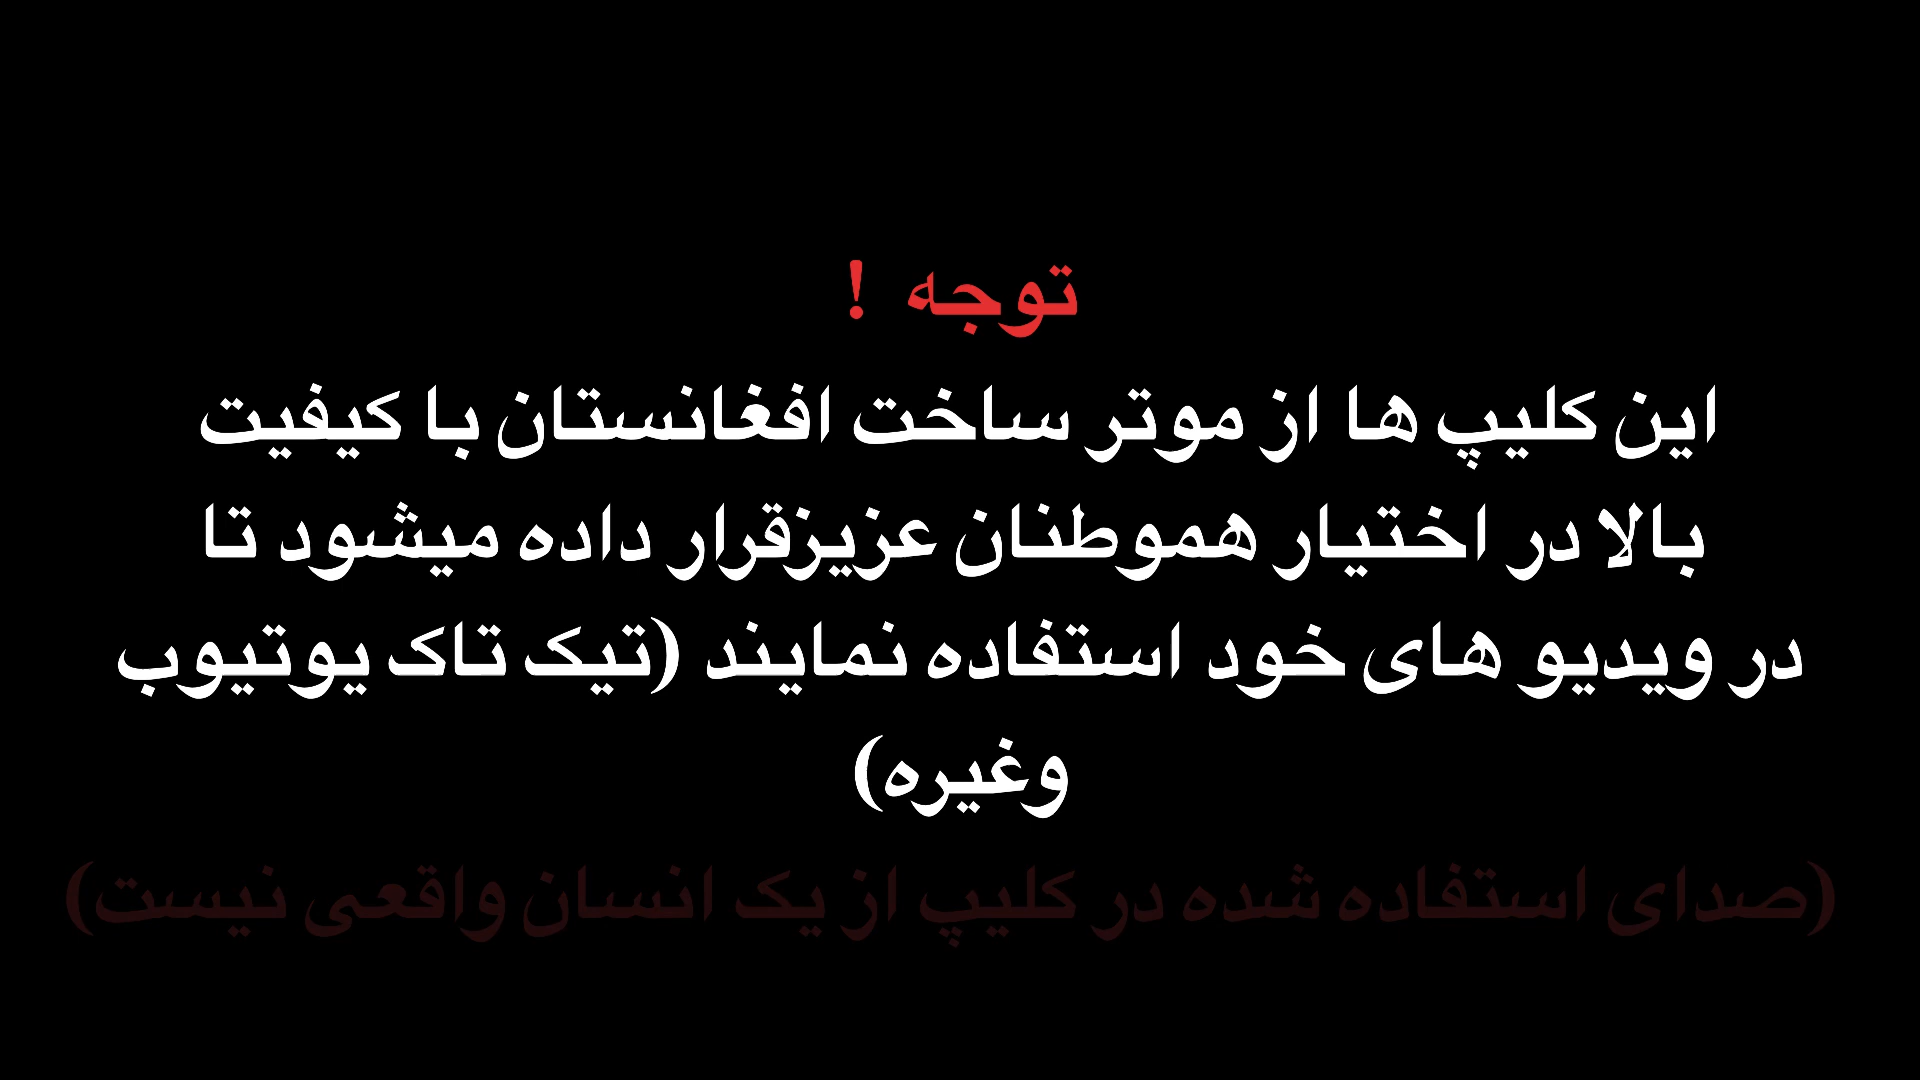 توجه !
این کلیپ ها از موتر ساخت افغانستان با کیفیت
بالا در اختیار هموطنان عزیزقرار داده میشود تا
در ویدیو های خود استفاده نمایند (تیک تاک یوتیوب
وغیره)
(صدای استفاده شده در کلیپ از یک انسان واقعی نیست)